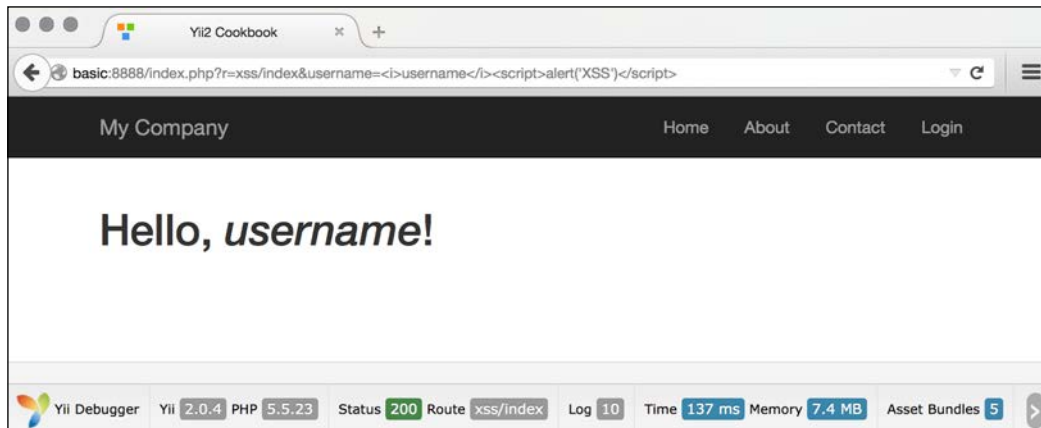 Yii2 Cookbook
basic:8888/index.php?r=xss/index&username=<i>username</i><script>alert('XSS')</script>
My Company Home About Contact Login
Hello, username!
Yii Debugger Yii 2.0.4 PHP 5.5.23 Status 200 Route xss/index Log 10 Time 137 ms Memory 7.4 MB Asset Bundles 5